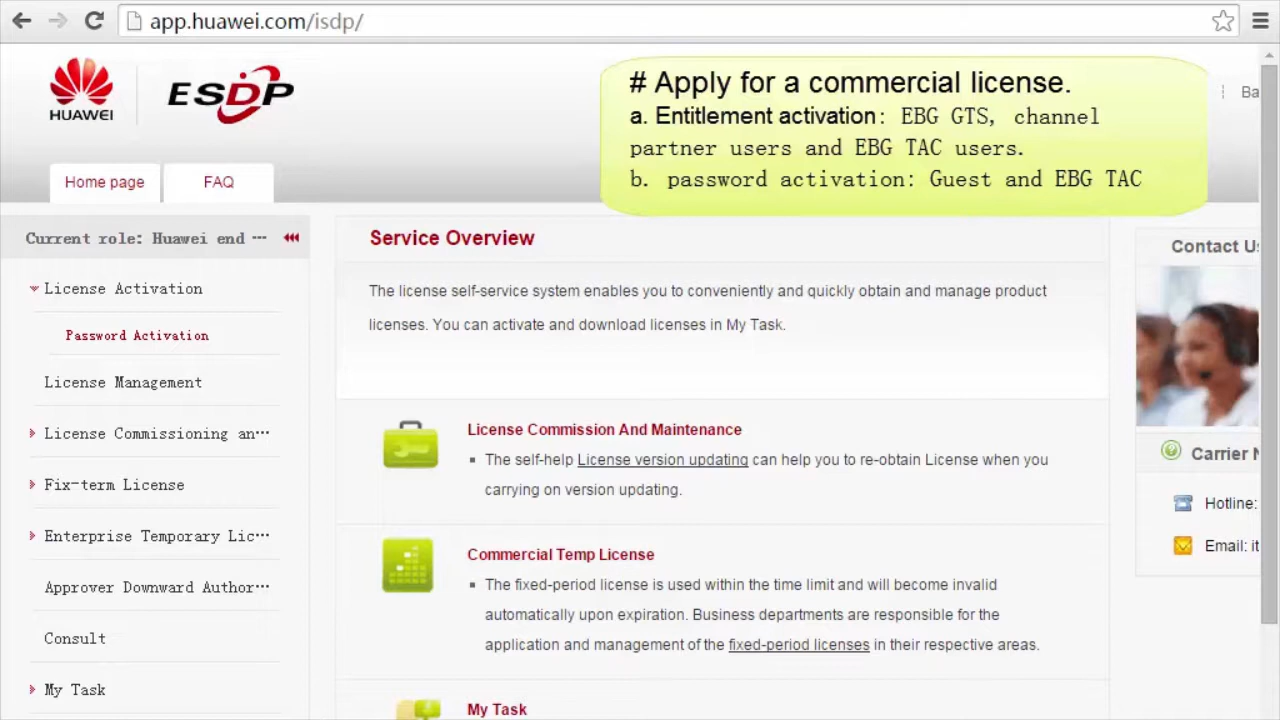 app.huawei.com/isdp/
HUAWEI
ESDP
# Apply for a commercial license.
a. Entitlement activation: EBG GTS, channel
partner users and EBG TAC users.
b. password activation: Guest and EBG TAC
Ba
Home page
FAQ
Current role: Huawei end ···
License Activation
Password Activation
License Management
License Commissioning an···
Fix-term License
Enterprise Temporary Lic···
Approver Downward Author···
Consult
My Task
Service Overview
The license self-service system enables you to conveniently and quickly obtain and manage product
licenses. You can activate and download licenses in My Task.
License Commission And Maintenance
The self-help License version updating can help you to re-obtain License when you
carrying on version updating.
Commercial Temp License
The fixed-period license is used within the time limit and will become invalid
automatically upon expiration. Business departments are responsible for the
application and management of the fixed-period licenses in their respective areas.
My Task
Contact Us
Carrier N
Hotline:
Email: it